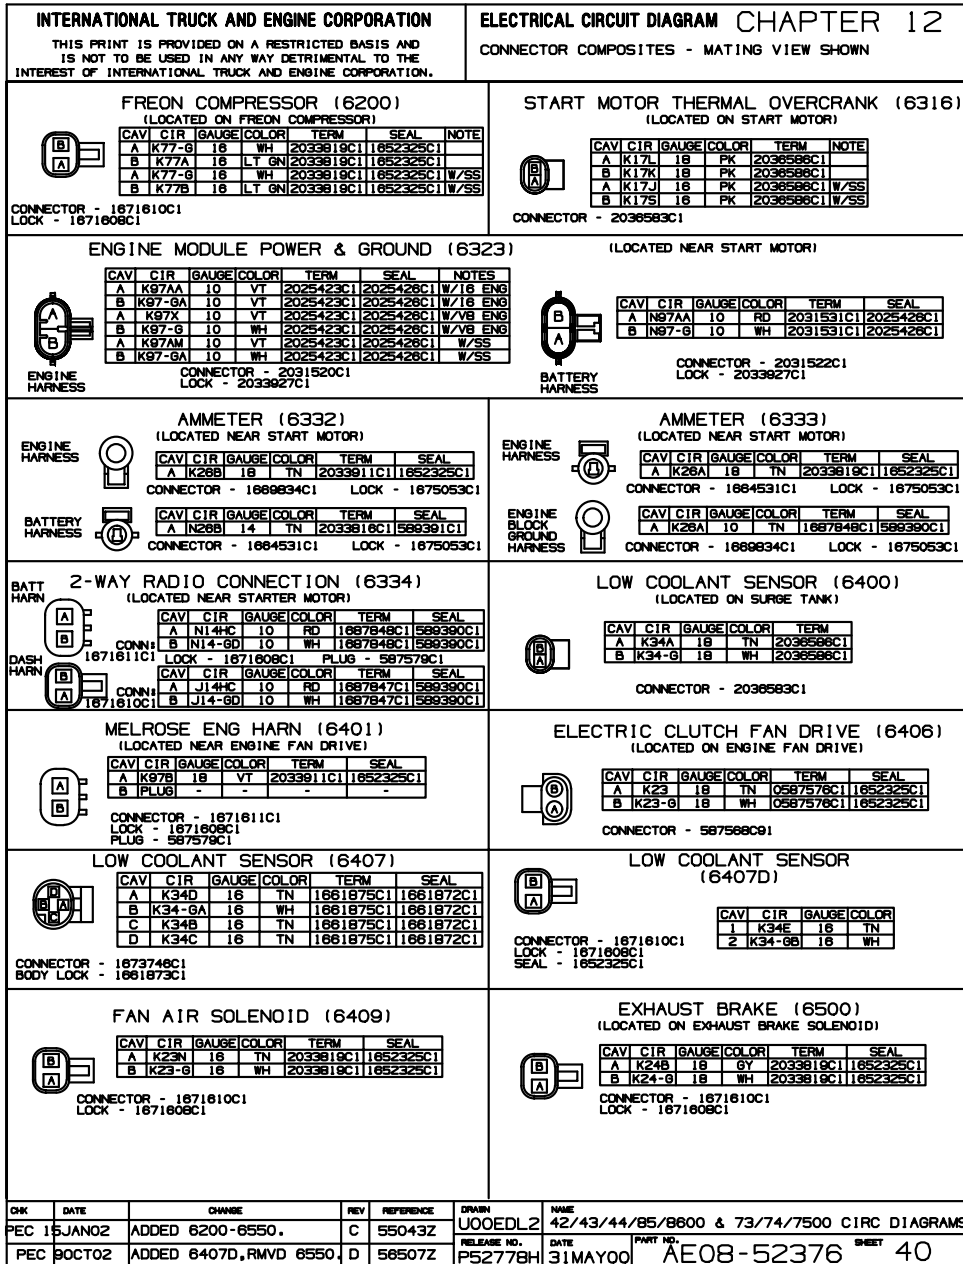 INTERNATIONAL TRUCK AND ENGINE CORPORATION
THIS PRINT IS PROVIDED ON A RESTRICTED BASIS AND
IS NOT TO BE USED IN ANY WAY DETRIMENTAL TO THE
INTEREST OF INTERNATIONAL TRUCK AND ENGINE CORPORATION.
ELECTRICAL CIRCUIT DIAGRAM CHAPTER 12
CONNECTOR COMPOSITES - MATING VIEW SHOWN
FREON COMPRESSOR (6200)
(LOCATED ON FREON COMPRESSOR)
B
A
CAV CIR GAUGE COLOR TERM SEAL NOTE
A K77-G 16 WH 2033819C1 1652325C1
B K77A 16 LT GN 2033819C1 1652325C1
A K77-G 16 WH 2033819C1 1652325C1 W/SS
B K77B 16 LT GN 2033819C1 1652325C1 W/SS
CONNECTOR - 1671610C1
LOCK - 1671608C1
START MOTOR THERMAL OVERCRANK (6316)
(LOCATED ON START MOTOR)
B
A
CAV CIR GAUGE COLOR TERM NOTE
A K17L 18 PK 2036586C1
B K17K 18 PK 2036586C1
A K17J 16 PK 2036586C1 W/SS
B K17S 16 PK 2036586C1 W/SS
CONNECTOR - 2036583C1
ENGINE MODULE POWER & GROUND (6323)
A
B
ENGINE
HARNESS
CAV CIR GAUGE COLOR TERM SEAL NOTES
A K97AA 10 VT 2025423C1 2025426C1 W/I6 ENG
B K97-GA 10 VT 2025423C1 2025426C1 W/I6 ENG
A K97X 10 VT 2025423C1 2025426C1 W/V8 ENG
B K97-G 10 WH 2025423C1 2025426C1 W/V8 ENG
A K97AM 10 VT 2025423C1 2025426C1 W/SS
B K97-GA 10 WH 2025423C1 2025426C1 W/SS
CONNECTOR - 2031520C1
LOCK - 2033927C1
(LOCATED NEAR START MOTOR)
B
A
BATTERY
HARNESS
CAV CIR GAUGE COLOR TERM SEAL
A N97AA 10 RD 2031531C1 2025426C1
B N97-G 10 WH 2031531C1 2025426C1
CONNECTOR - 2031522C1
LOCK - 2033927C1
AMMETER (6332)
(LOCATED NEAR START MOTOR)
ENGINE
HARNESS
CAV CIR GAUGE COLOR TERM SEAL
A K26B 18 TN 2033911C1 1652325C1
CONNECTOR - 1669834C1 LOCK - 1675053C1
BATTERY
HARNESS
CAV CIR GAUGE COLOR TERM SEAL
A N26B 14 TN 2033816C1 589391C1
CONNECTOR - 1664531C1 LOCK - 1675053C1
AMMETER (6333)
(LOCATED NEAR START MOTOR)
ENGINE
HARNESS
CAV CIR GAUGE COLOR TERM SEAL
A K26A 18 TN 2033819C1 1652325C1
CONNECTOR - 1664531C1 LOCK - 1675053C1
ENGINE
BLOCK
GROUND
HARNESS
CAV CIR GAUGE COLOR TERM SEAL
A K26A 10 TN 1687848C1 589390C1
CONNECTOR - 1669834C1 LOCK - 1675053C1
2-WAY RADIO CONNECTION (6334)
(LOCATED NEAR STARTER MOTOR)
BATT
HARN
A
B
CONN:
1671611C1
CAV CIR GAUGE COLOR TERM SEAL
A N14HC 10 RD 1687848C1 589390C1
B N14-GD 10 WH 1687848C1 589390C1
LOCK - 1671608C1 PLUG - 587579C1
DASH
HARN
B
A
CONN:
1671610C1
CAV CIR GAUGE COLOR TERM SEAL
A J14HC 10 RD 1687847C1 589390C1
B J14-GD 10 WH 1687847C1 589390C1
LOW COOLANT SENSOR (6400)
(LOCATED ON SURGE TANK)
B
A
CAV CIR GAUGE COLOR TERM
A K34A 18 TN 2036586C1
B K34-G 18 WH 2036586C1
CONNECTOR - 2036583C1
MELROSE ENG HARN (6401)
(LOCATED NEAR ENGINE FAN DRIVE)
A
B
CAV CIR GAUGE COLOR TERM SEAL
A K97B 18 VT 2033911C1 1652325C1
B PLUG - - - -
CONNECTOR - 1671611C1
LOCK - 1671608C1
PLUG - 587579C1
ELECTRIC CLUTCH FAN DRIVE (6406)
(LOCATED ON ENGINE FAN DRIVE)
B
A
CAV CIR GAUGE COLOR TERM SEAL
A K23 18 TN 0587576C1 1652325C1
B K23-G 18 WH 0587576C1 1652325C1
CONNECTOR - 587568C91
LOW COOLANT SENSOR (6407)
D
B A
C
CAV CIR GAUGE COLOR TERM SEAL
A K34D 16 TN 1661875C1 1661872C1
B K34-GA 16 WH 1661875C1 1661872C1
C K34B 16 TN 1661875C1 1661872C1
D K34C 16 TN 1661875C1 1661872C1
CONNECTOR - 1673746C1
BODY LOCK - 1661873C1
LOW COOLANT SENSOR
(6407D)
B
A
CAV CIR GAUGE COLOR
1 K34E 16 TN
2 K34-GB 16 WH
CONNECTOR - 1671610C1
LOCK - 1671608C1
SEAL - 1652325C1
FAN AIR SOLENOID (6409)
B
A
CAV CIR GAUGE COLOR TERM SEAL
A K23N 16 TN 2033819C1 1652325C1
B K23-G 16 WH 2033819C1 1652325C1
CONNECTOR - 1671610C1
LOCK - 1671608C1
EXHAUST BRAKE (6500)
(LOCATED ON EXHAUST BRAKE SOLENOID)
B
A
CAV CIR GAUGE COLOR TERM SEAL
A K24B 18 GY 2033819C1 1652325C1
B K24-G 18 WH 2033819C1 1652325C1
CONNECTOR - 1671610C1
LOCK - 1671608C1
CHK DATE CHANGE REV REFERENCE
PEC 15JAN02 ADDED 6200-6550. C 55043Z
PEC 9OCT02 ADDED 6407D,RMVD 6550. D 56507Z
DRAWN
U00EDL2
NAME
42/43/44/85/8600 & 73/74/7500 CIRC DIAGRAMS
RELEASE NO.
P52778H
DATE
31MAY00
PART NO.
AE08-52376
SHEET
40